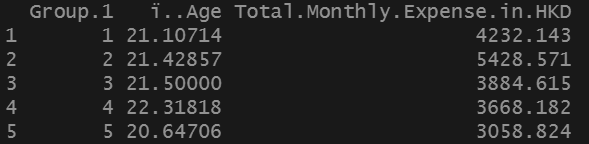 Group.1 ï..Age Total.Monthly.Expense.in.HKD
1 1 21.10714 4232.143
2 2 21.42857 5428.571
3 3 21.50000 3884.615
4 4 22.31818 3668.182
5 5 20.64706 3058.824